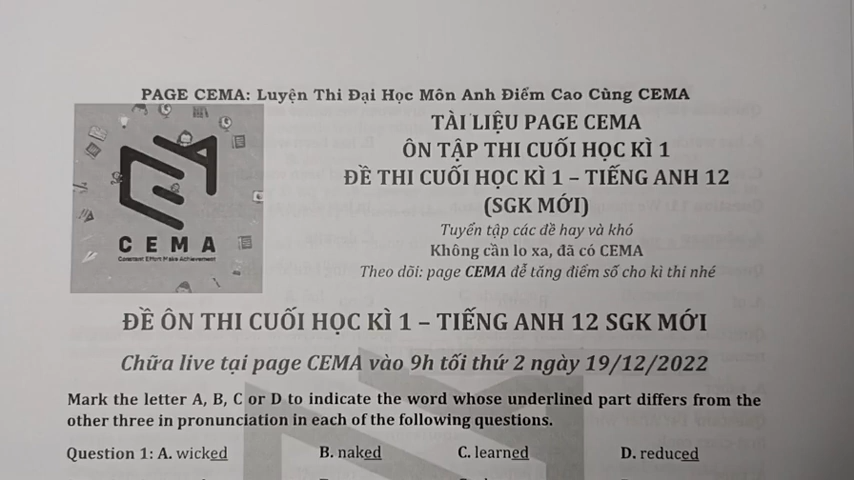 PAGE CEMA: Luyện Thi Đại Học Môn Anh Điểm Cao Cùng CEMA
CEMA
Constant Effort Make Achievement
TÀI LIỆU PAGE CEMA
ÔN TẬP THI CUỐI HỌC KÌ 1
ĐỀ THI CUỐI HỌC KÌ 1 – TIẾNG ANH 12
(SGK MỚI)
Tuyển tập các đề hay và khó
Không cần lo xa, đã có CEMA
Theo dõi: page CEMA để tăng điểm số cho kì thi nhé
ĐỀ ÔN THI CUỐI HỌC KÌ 1 – TIẾNG ANH 12 SGK MỚI
Chữa live tại page CEMA vào 9h tối thứ 2 ngày 19/12/2022
Mark the letter A, B, C or D to indicate the word whose underlined part differs from the
other three in pronunciation in each of the following questions.
Question 1: A. wicked B. naked C. learned D. reduced